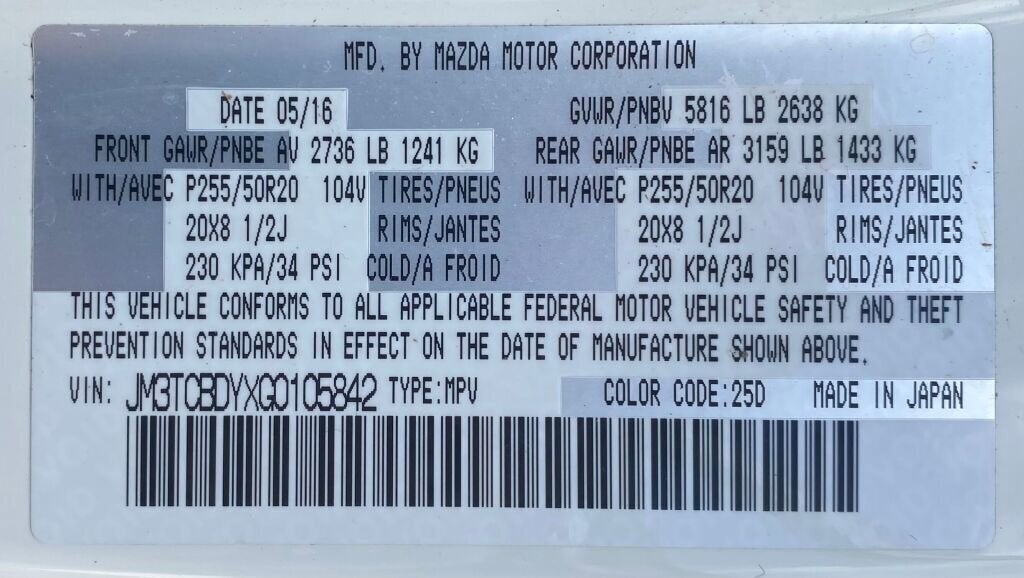 MFD. BY MAZDA MOTOR CORPORATION
DATE 05/16 GVWR/PNBV 5816 LB 2638 KG
FRONT GAWR/PNBE AV 2736 LB 1241 KG REAR GAWR/PNBE AR 3159 LB 1433 KG
WITH/AVEC P255/50R20 104V TIRES/PNEUS WITH/AVEC P255/50R20 104V TIRES/PNEUS
20X8 1/2J RIMS/JANTES 20X8 1/2J RIMS/JANTES
230 KPA/34 PSI COLD/A FROID 230 KPA/34 PSI COLD/A FROID
THIS VEHICLE CONFORMS TO ALL APPLICABLE FEDERAL MOTOR VEHICLE SAFETY AND THEFT
PREVENTION STANDARDS IN EFFECT ON THE DATE OF MANUFACTURE SHOWN ABOVE.
VIN: JM3TCBDYXG0105842 TYPE:MPV COLOR CODE:25D MADE IN JAPAN